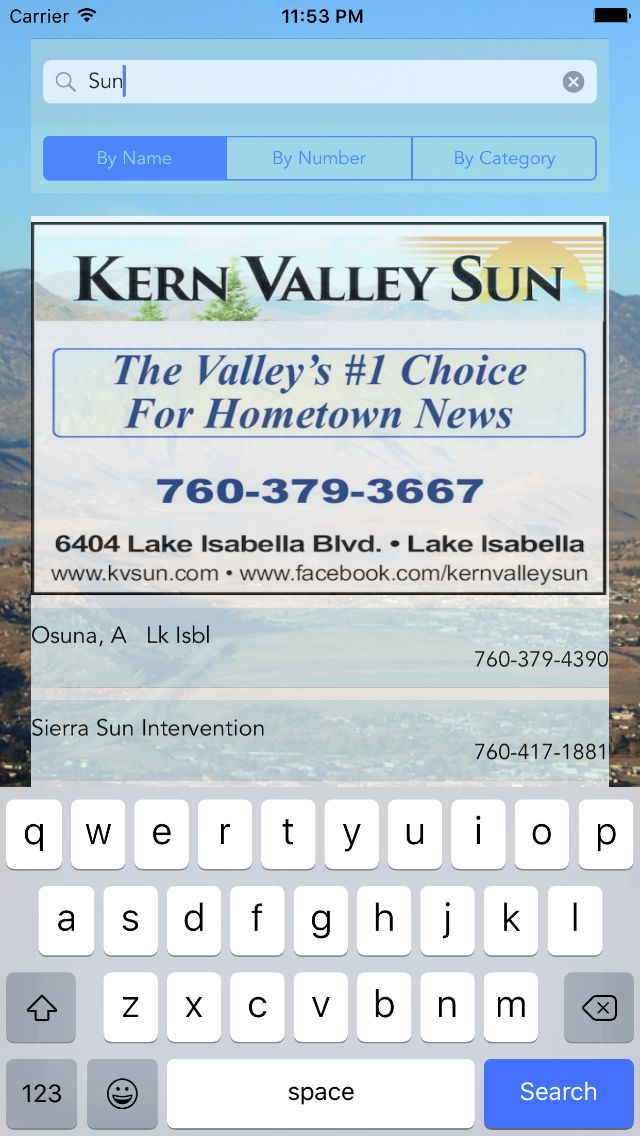 Carrier 11:53 PM
Sun
By Name By Number By Category
KERN VALLEY SUN
The Valley's #1 Choice
For Hometown News
760-379-3667
6404 Lake Isabella Blvd. • Lake Isabella
www.kvsun.com • www.facebook.com/kernvalleysun
Osuna, A Lk Isbl
760-379-4390
Sierra Sun Intervention
760-417-1881
q w e r t y u i o p
a s d f g h j k l
z x c v b n m
123 space Search